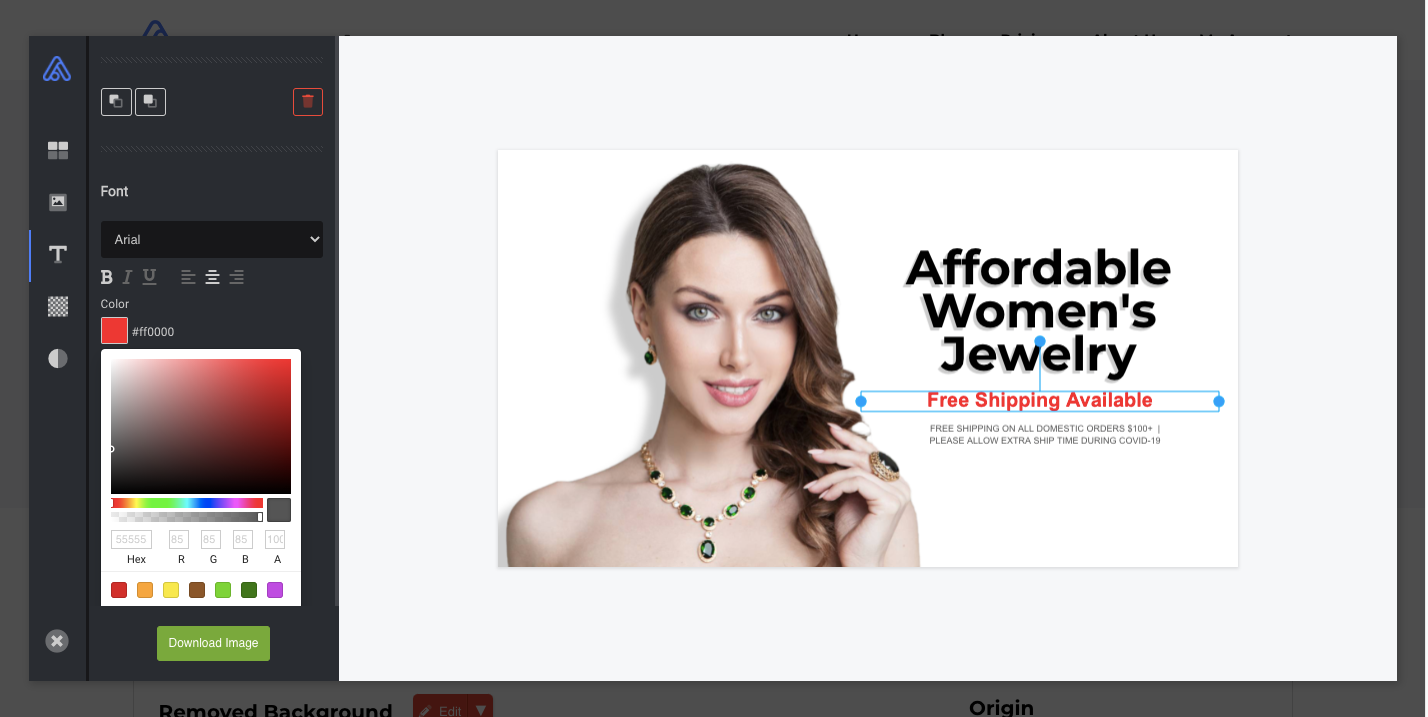 Font
Arial
B I U
Color
#ff0000
55555 85 85 85 100
Hex R G B A
Download Image
Affordable
Women's
Jewelry
Free Shipping Available
FREE SHIPPING ON ALL DOMESTIC ORDERS $100+ |
PLEASE ALLOW EXTRA SHIP TIME DURING COVID-19
Removed Background
Edit
Origin